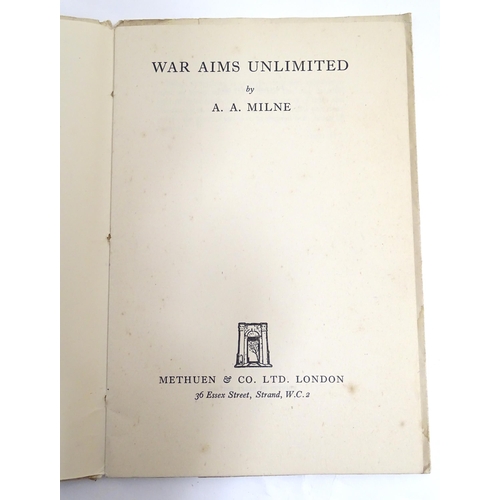 WAR AIMS UNLIMITED
by
A. A. MILNE
METHUEN & CO. LTD. LONDON
36 Essex Street, Strand, W.C.2